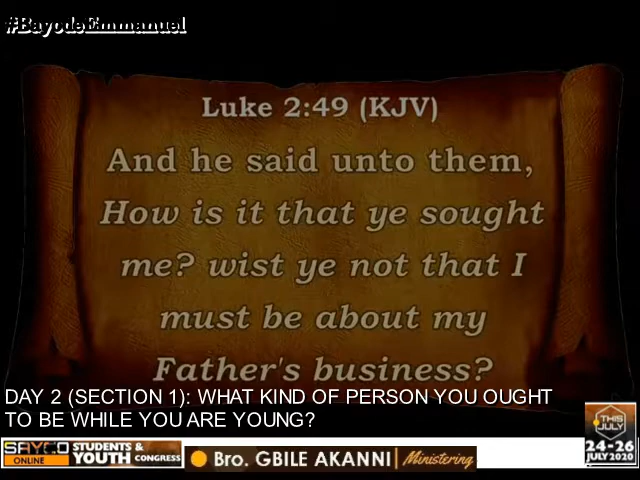 #BayodeEmmanuel
Luke 2:49 (KJV)
And he said unto them,
How is it that ye sought
me? wist ye not that I
must be about my
Father's business?
DAY 2 (SECTION 1): WHAT KIND OF PERSON YOU OUGHT
TO BE WHILE YOU ARE YOUNG?
SAYCO
ONLINE
STUDENTS &
YOUTH CONGRESS
Bro. GBILE AKANNI | Ministering
THIS
JULY
24-26
JULY 2020